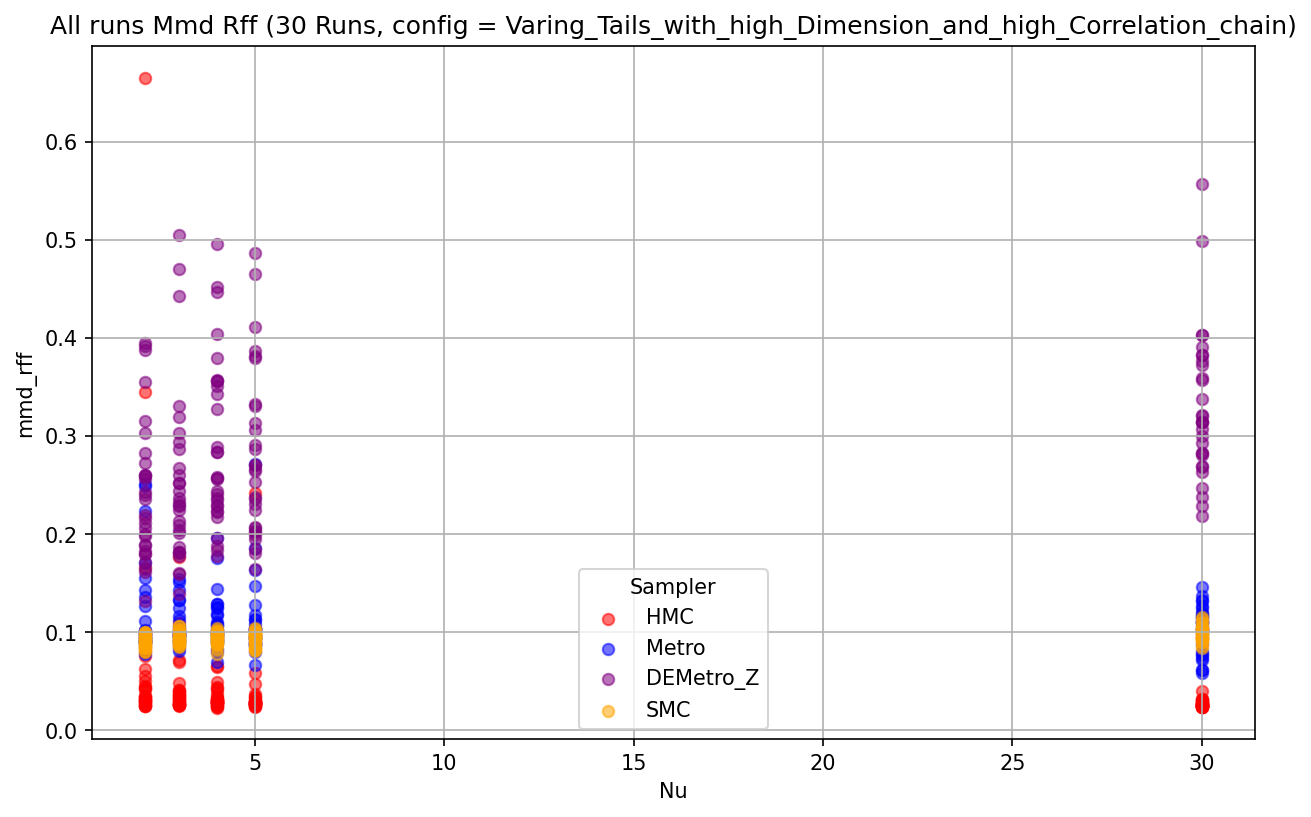 All runs Mmd Rff (30 Runs, config = Varing_Tails_with_high_Dimension_and_high_Correlation_chain)
mmd_rff
0.6
0.5
0.4
0.3
0.2
0.1
0.0
Sampler
HMC
Metro
DEMetro_Z
SMC
5
10
15
20
25
30
Nu